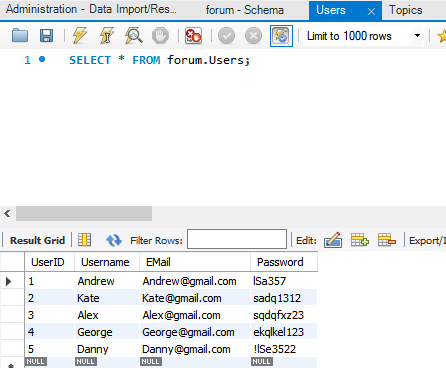 Administration - Data Import/Res... forum - Schema Users Topics
Limit to 1000 rows
1 SELECT * FROM forum.Users;
Result Grid Filter Rows: Edit: Export/I
UserID Username EMail Password
1 Andrew Andrew@gmail.com lSa357
2 Kate Kate@gmail.com sadq1312
3 Alex Alex@gmail.com sqdqfxz23
4 George George@gmail.com ekqlkel123
5 Danny Danny@gmail.com !lSe3522
NULL NULL NULL NULL